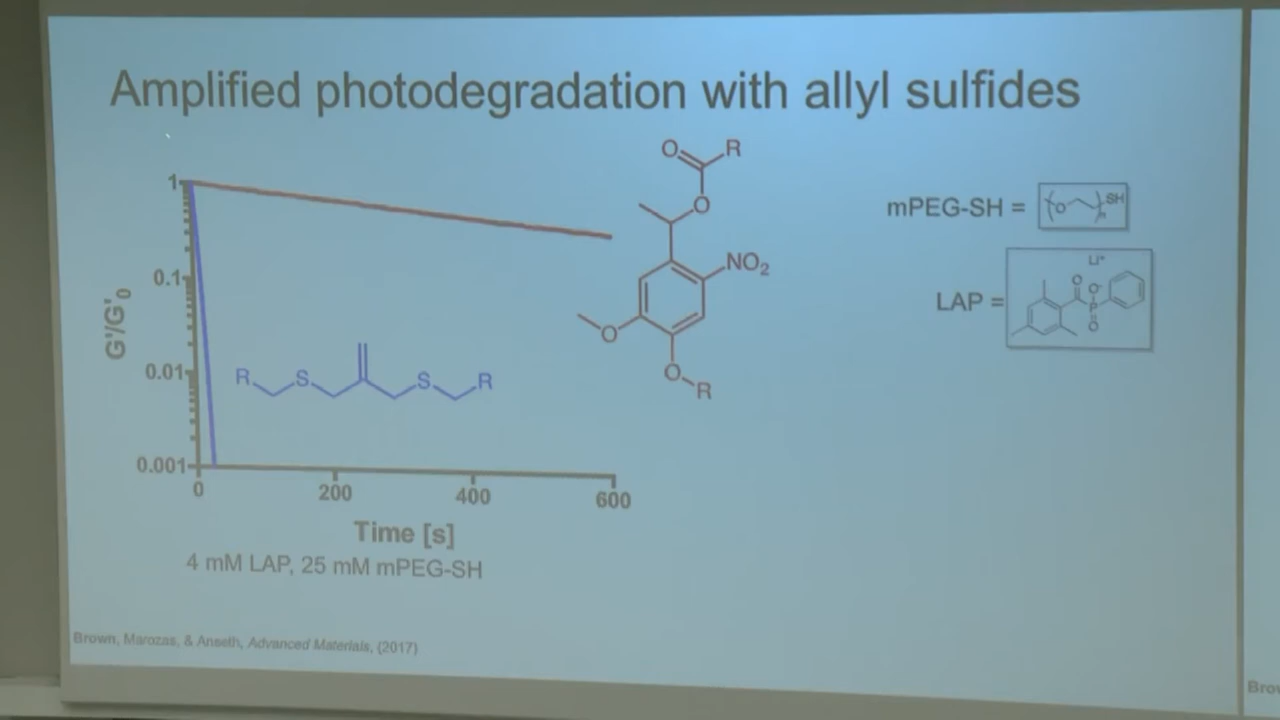 Amplified photodegradation with allyl sulfides
1
0.1
0.01
0.001
G'/G'₀
0
200
400
600
Time [s]
4 mM LAP, 25 mM mPEG-SH
R
S
S
R
O
R
O
NO₂
O
O
R
mPEG-SH =
O
n
SH
LAP =
Li⁺
O
O⁻
P
O
Brown, Marozas, & Anseth, Advanced Materials, (2017)
Brow